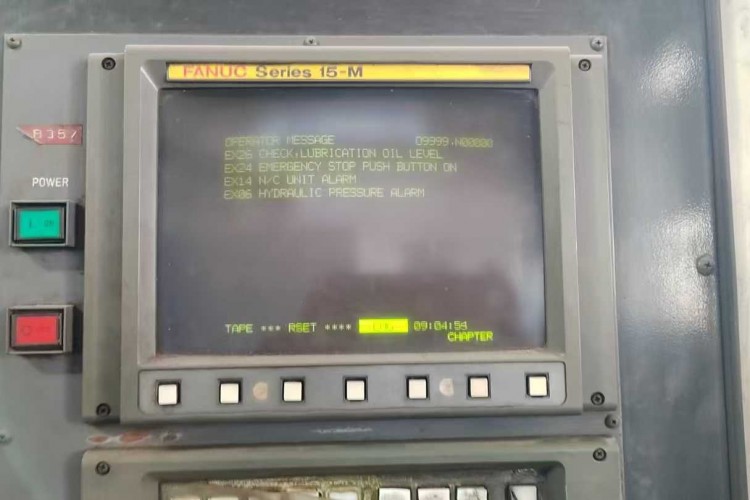 FANUC Series 15-M
OPERATOR MESSAGE O9999.N00000
EX26 CHECK,LUBRICATION OIL LEVEL
EX24 EMERGENCY STOP PUSH BUTTON ON
EX14 N/C UNIT ALARM
EX06 HYDRAULIC PRESSURE ALARM
POWER
TAPE *** RSET **** 09:04:54
CHAPTER